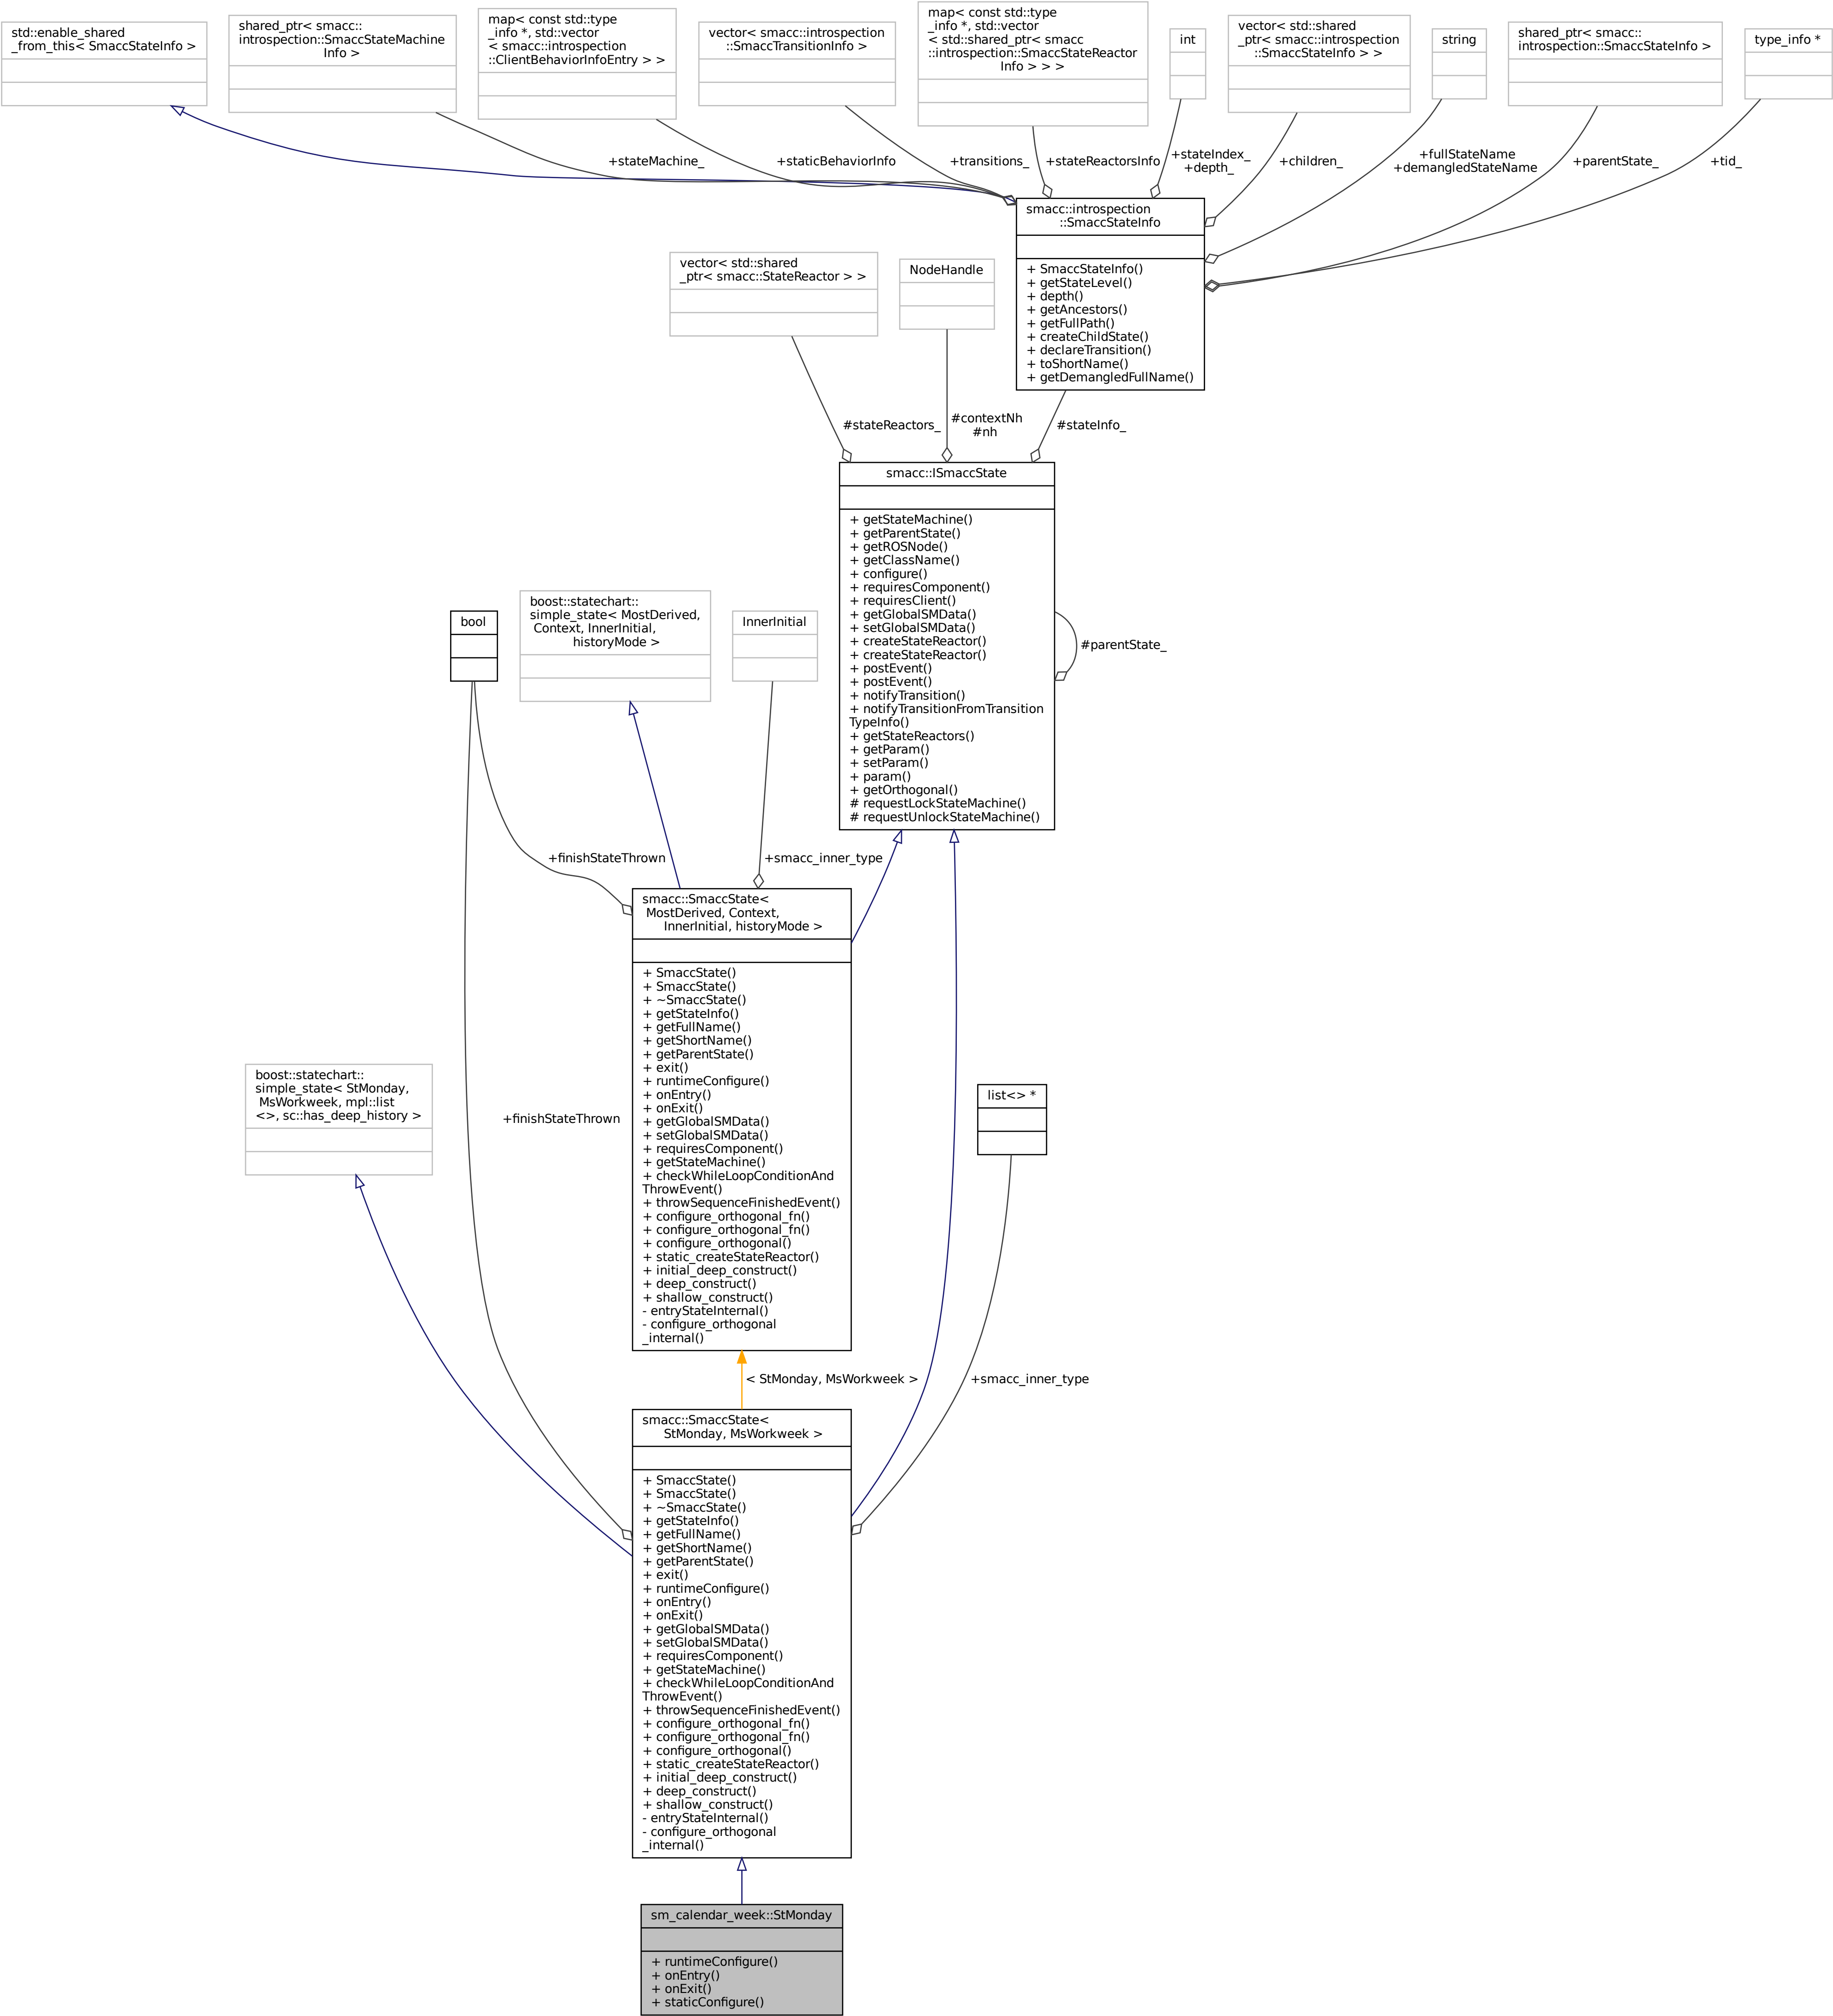 std::enable_shared
_from_this< SmaccStateInfo >
shared_ptr< smacc::
introspection::SmaccStateMachine
Info >
map< const std::type
_info *, std::vector
< smacc::introspection
::ClientBehaviorInfoEntry > >
vector< smacc::introspection
::SmaccTransitionInfo >
map< const std::type
_info *, std::vector
< std::shared_ptr< smacc
::introspection::SmaccStateReactor
Info > > >
int
vector< std::shared
_ptr< smacc::introspection
::SmaccStateInfo > >
string
shared_ptr< smacc::
introspection::SmaccStateInfo >
type_info *
+stateMachine_
+staticBehaviorInfo
+transitions_
+stateReactorsInfo
+stateIndex_
+depth_
+children_
+fullStateName
+demangledStateName
+parentState_
+tid_
smacc::introspection
::SmaccStateInfo
+ SmaccStateInfo()
+ getStateLevel()
+ depth()
+ getAncestors()
+ getFullPath()
+ createChildState()
+ declareTransition()
+ toShortName()
+ getDemangledFullName()
vector< std::shared
_ptr< smacc::StateReactor > >
NodeHandle
#stateReactors_
#contextNh
#nh
#stateInfo_
smacc::ISmaccState
+ getStateMachine()
+ getParentState()
+ getROSNode()
+ getClassName()
+ configure()
+ requiresComponent()
+ requiresClient()
+ getGlobalSMData()
+ setGlobalSMData()
+ createStateReactor()
+ createStateReactor()
+ postEvent()
+ postEvent()
+ notifyTransition()
+ notifyTransitionFromTransition
TypeInfo()
+ getStateReactors()
+ getParam()
+ setParam()
+ param()
+ getOrthogonal()
# requestLockStateMachine()
# requestUnlockStateMachine()
#parentState_
bool
boost::statechart::
simple_state< MostDerived,
Context, InnerInitial,
historyMode >
InnerInitial
+finishStateThrown
+smacc_inner_type
smacc::SmaccState<
MostDerived, Context,
InnerInitial, historyMode >
+ SmaccState()
+ SmaccState()
+ ~SmaccState()
+ getStateInfo()
+ getFullName()
+ getShortName()
+ getParentState()
+ exit()
+ runtimeConfigure()
+ onEntry()
+ onExit()
+ getGlobalSMData()
+ setGlobalSMData()
+ requiresComponent()
+ getStateMachine()
+ checkWhileLoopConditionAnd
ThrowEvent()
+ throwSequenceFinishedEvent()
+ configure_orthogonal_fn()
+ configure_orthogonal_fn()
+ configure_orthogonal()
+ static_createStateReactor()
+ initial_deep_construct()
+ deep_construct()
+ shallow_construct()
- entryStateInternal()
- configure_orthogonal
_internal()
boost::statechart::
simple_state< StMonday,
MsWorkweek, mpl::list
<>, sc::has_deep_history >
+finishStateThrown
list<> *
< StMonday, MsWorkweek >
+smacc_inner_type
smacc::SmaccState<
StMonday, MsWorkweek >
+ SmaccState()
+ SmaccState()
+ ~SmaccState()
+ getStateInfo()
+ getFullName()
+ getShortName()
+ getParentState()
+ exit()
+ runtimeConfigure()
+ onEntry()
+ onExit()
+ getGlobalSMData()
+ setGlobalSMData()
+ requiresComponent()
+ getStateMachine()
+ checkWhileLoopConditionAnd
ThrowEvent()
+ throwSequenceFinishedEvent()
+ configure_orthogonal_fn()
+ configure_orthogonal_fn()
+ configure_orthogonal()
+ static_createStateReactor()
+ initial_deep_construct()
+ deep_construct()
+ shallow_construct()
- entryStateInternal()
- configure_orthogonal
_internal()
sm_calendar_week::StMonday
+ runtimeConfigure()
+ onEntry()
+ onExit()
+ staticConfigure()